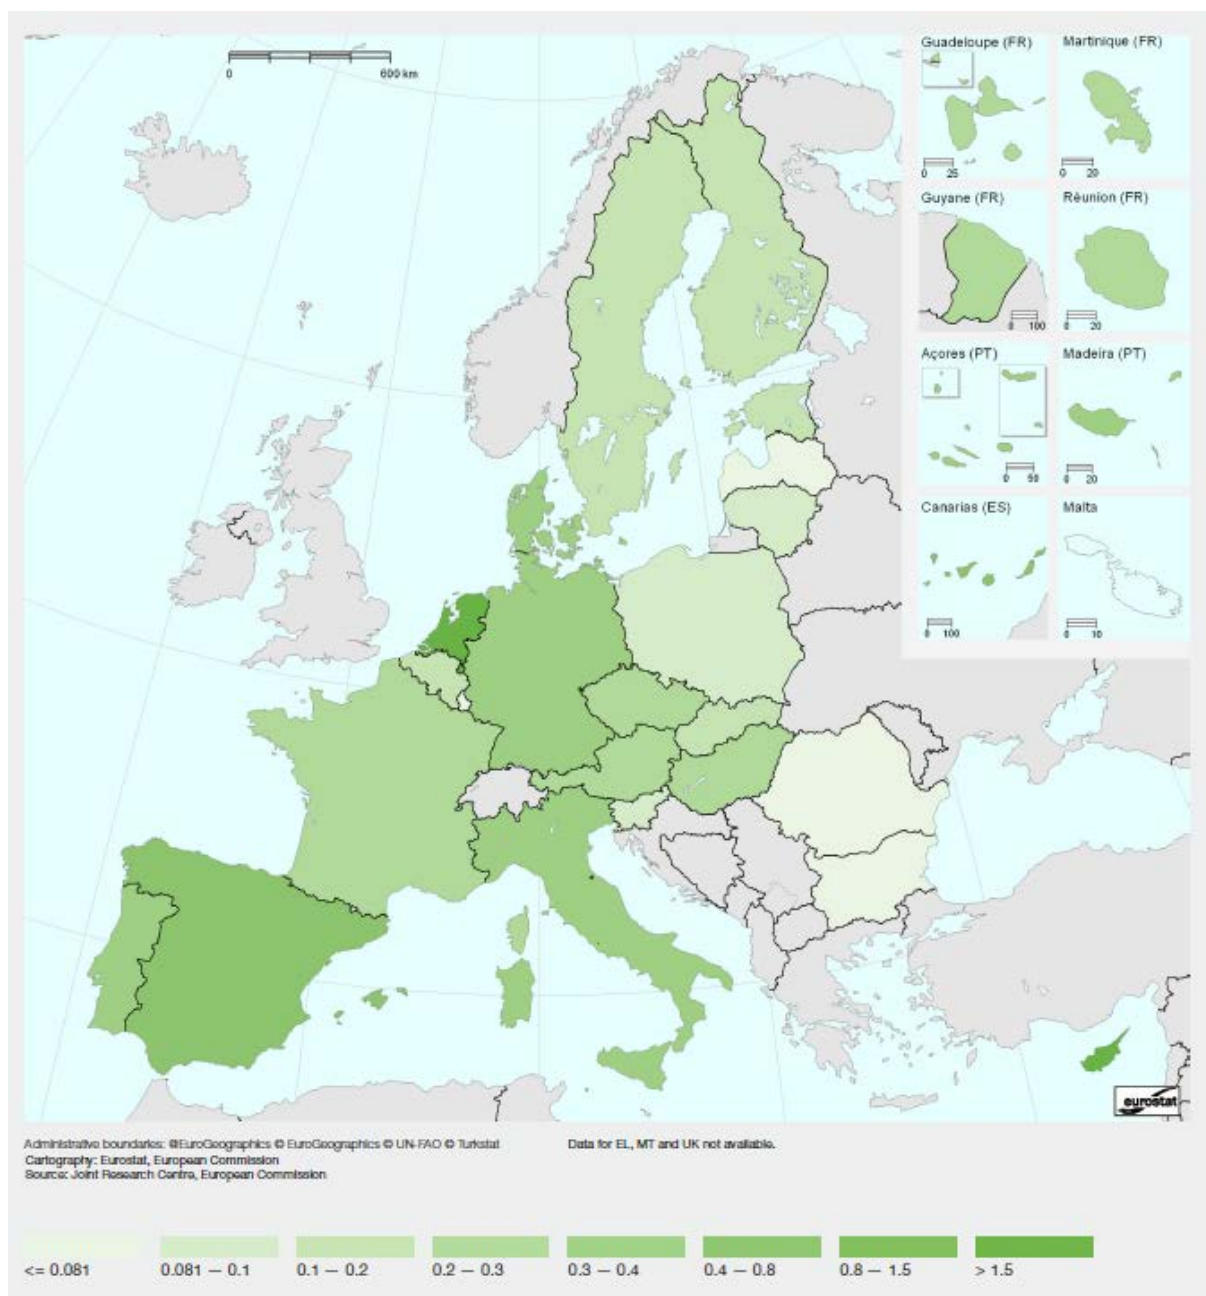 0 600 km
Guadeloupe (FR)
0 25
Martinique (FR)
0 20
Guyane (FR)
0 100
Rèunion (FR)
0 20
Açores (PT)
0 50
Madeira (PT)
0 20
Canarias (ES)
0 100
Malta
0 10
eurostat
Administrative boundaries: ©EuroGeographics © EuroGeographics © UN-FAO © Turkstat
Data for EL, MT and UK not available.
Cartography: Eurostat, European Commission
Source: Joint Research Centre, European Commission
<= 0.081 0.081 — 0.1 0.1 — 0.2 0.2 — 0.3 0.3 — 0.4 0.4 — 0.8 0.8 — 1.5 > 1.5